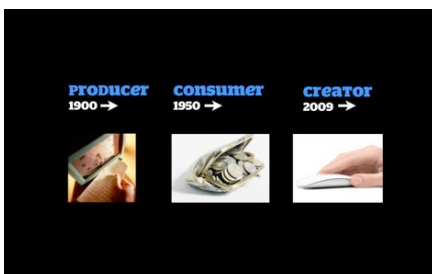 PRODUCER
1900 →
CONSUMER
1950 →
CREATOR
2009 →